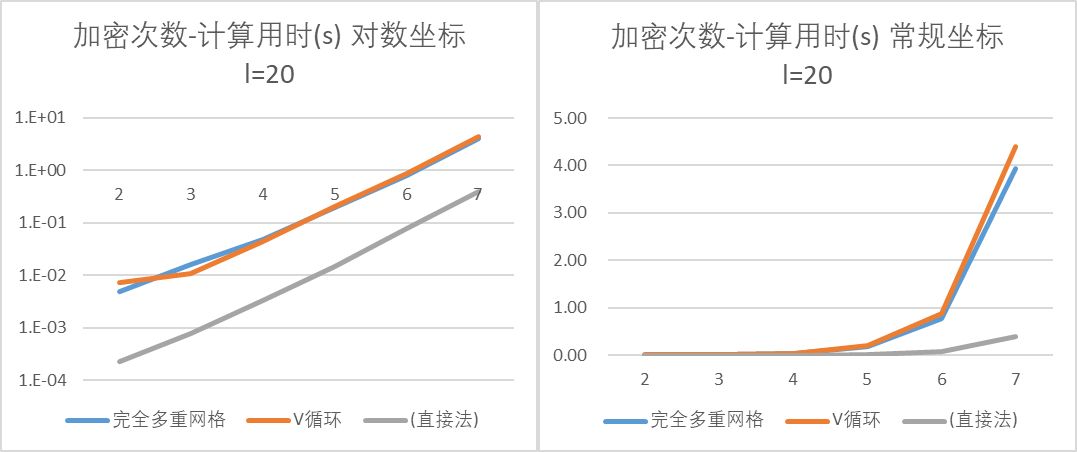 加密次数-计算用时(s) 对数坐标
l=20
1.E+01
1.E+00
1.E-01
1.E-02
1.E-03
1.E-04
2 3 4 5 6 7
完全多重网格 V循环 (直接法)
加密次数-计算用时(s) 常规坐标
l=20
5.00
4.00
3.00
2.00
1.00
0.00
2 3 4 5 6 7
完全多重网格 V循环 (直接法)